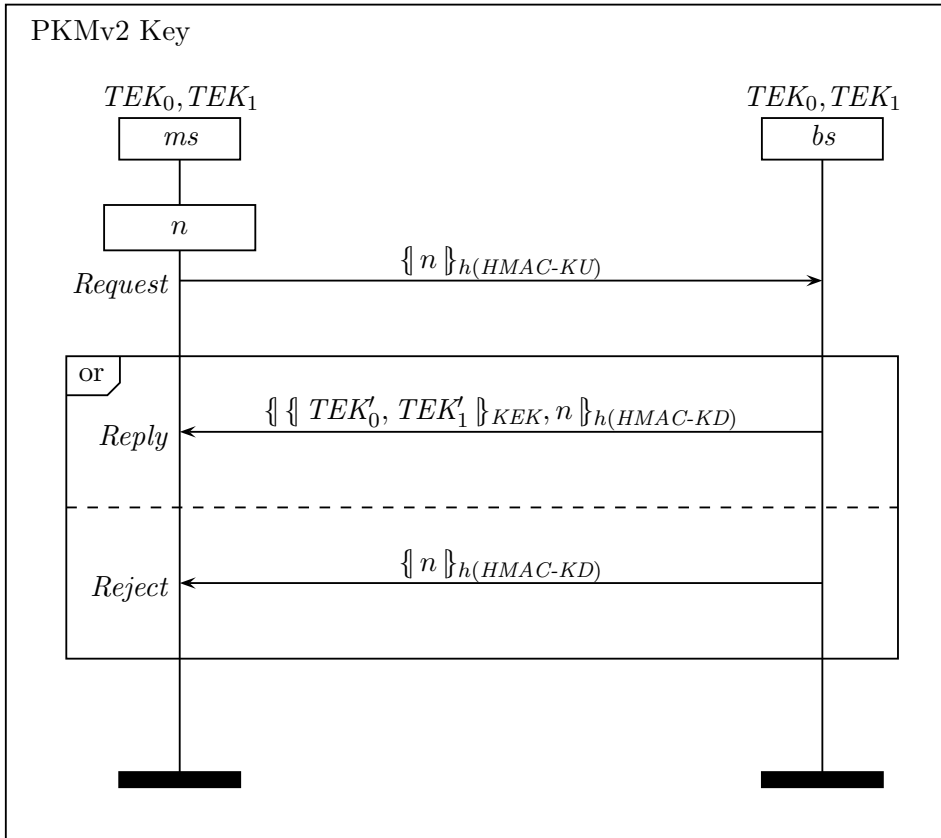 PKMv2 Key
TEK₀, TEK₁ TEK₀, TEK₁
ms bs
n
Request {| n |}h(HMAC-KU)
or
Reply {| {| TEK′₀, TEK′₁ |}KEK, n |}h(HMAC-KD)
Reject {| n |}h(HMAC-KD)